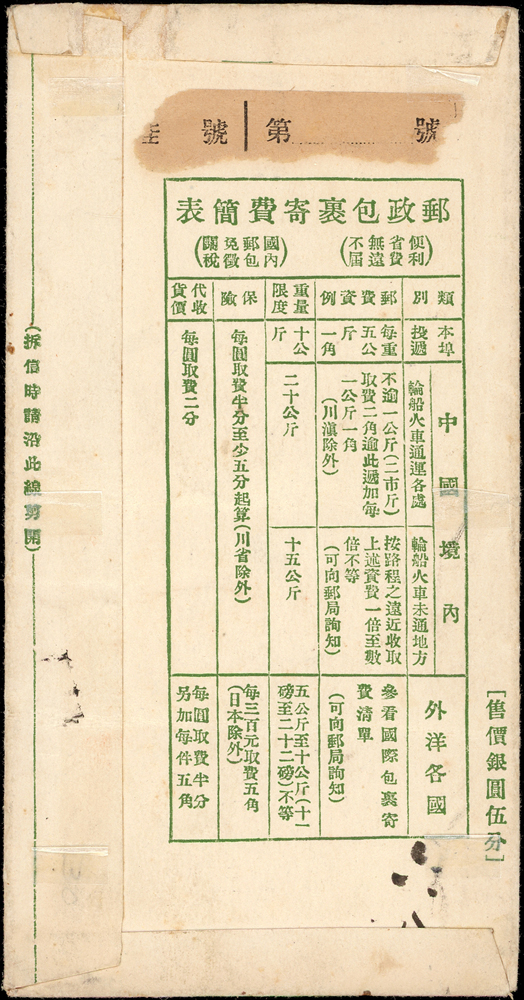 號 第 號
郵政包裹寄費簡表
(便利省費無遠不屆)
(國內郵包免徵關稅)
類別
郵費資例
重量限度
保險
代收貨價
本埠投遞
每重五公斤一角
十公斤
中國境內
輪船火車通運各處
不逾一公斤(二市斤)
取費二角逾此遞加每
一公斤一角
(川滇除外)
二十公斤
輪船火車未通地方
按路程之遠近收取
上述資費一倍至數
倍不等
(可向郵局詢知)
十五公斤
每圓取費半分至少五分起算(川省除外)
每圓取費二分
外洋各國
參看國際包裹寄
費清單
(可向郵局詢知)
五公斤至十公斤(十一
磅至二十二磅)不等
每三百元取費五角
(日本除外)
每圓取費半分
另加每件五角
[售價銀圓伍分]
(拆信時請沿此線剪開)